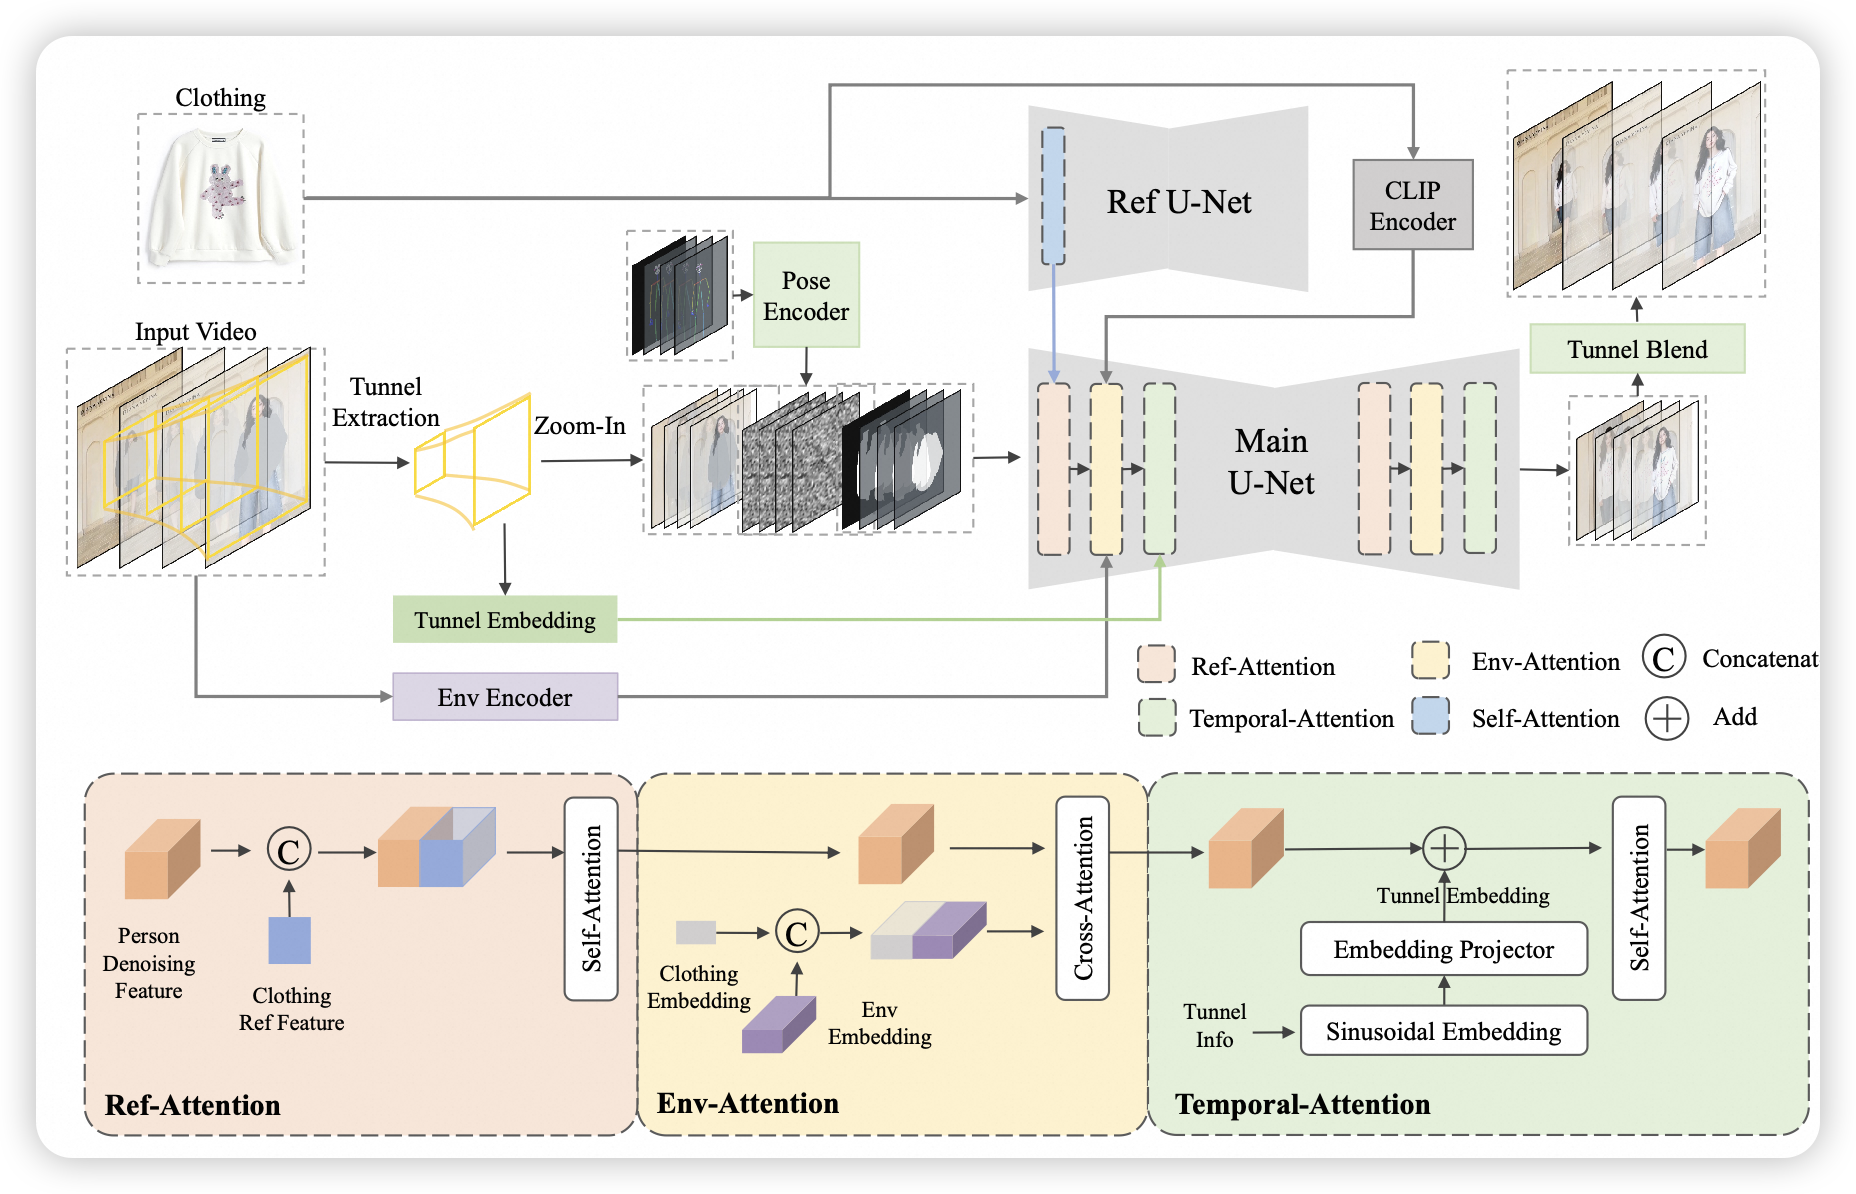 Clothing
Ref U-Net
CLIP
Encoder
Pose
Encoder
Input Video
Tunnel
Extraction
Zoom-In
Tunnel Blend
Main
U-Net
Tunnel Embedding
Env Encoder
Ref-Attention
Env-Attention
C
Concatenat
Temporal-Attention
Self-Attention
Add
Person
Denoising
Feature
C
Clothing
Ref Feature
Self-Attention
Ref-Attention
Clothing
Embedding
C
Env
Embedding
Cross-Attention
Env-Attention
Tunnel Embedding
Embedding Projector
Tunnel
Info
Sinusoidal Embedding
Self-Attention
Temporal-Attention